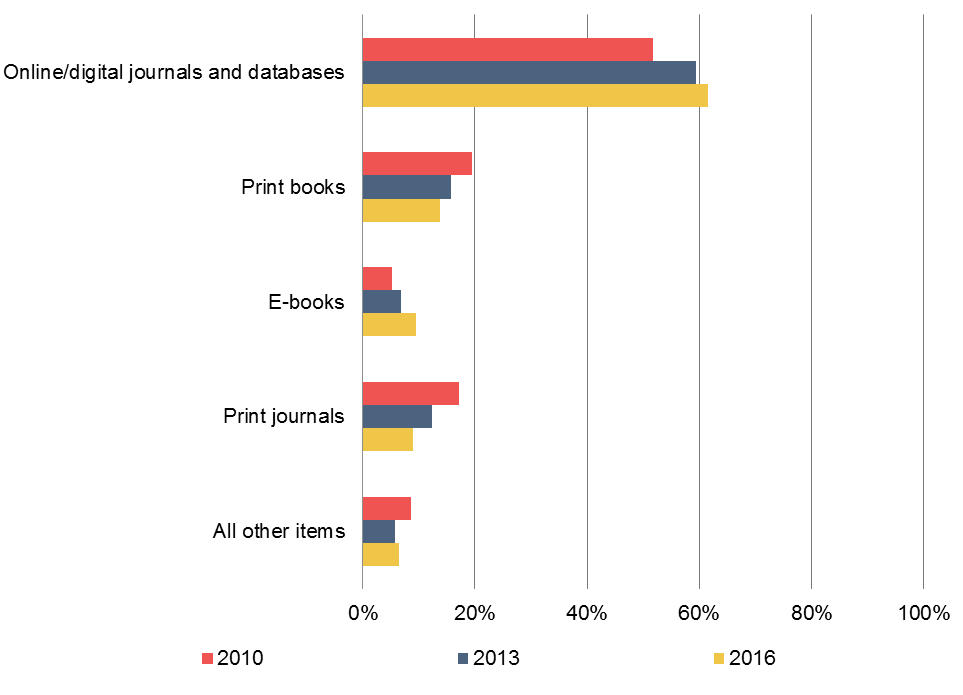 Online/digital journals and databases
Print books
E-books
Print journals
All other items
0% 20% 40% 60% 80% 100%
2010 2013 2016